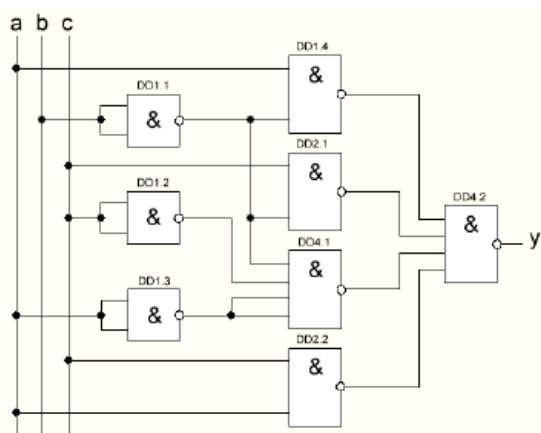 a b c
DD1.4
&
DD1.1
&
DD2.1
&
DD1.2
&
DD4.2
&
y
DD4.1
&
DD1.3
&
DD2.2
&